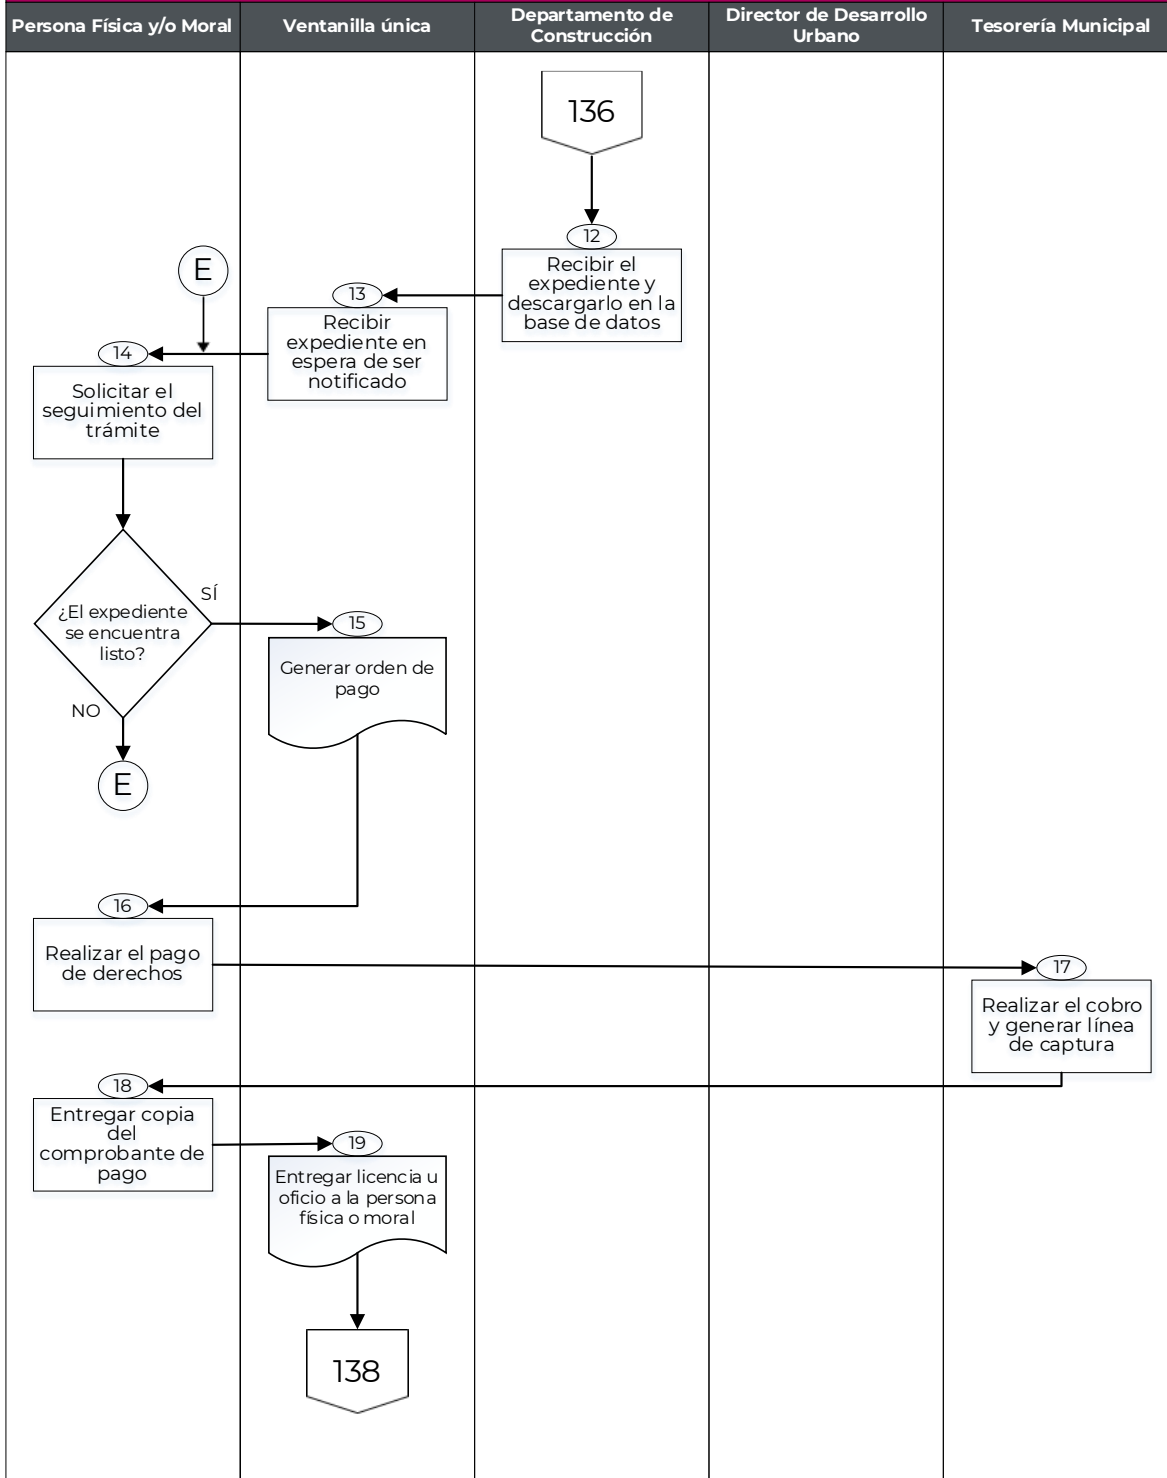 Persona Física y/o Moral
Ventanilla única
Departamento de
Construcción
Director de Desarrollo
Urbano
Tesorería Municipal
136
12
Recibir el
expediente y
descargarlo en la
base de datos
E
13
Recibir
expediente en
espera de ser
notificado
14
Solicitar el
seguimiento del
trámite
¿El expediente
se encuentra
listo?
SÍ
NO
15
Generar orden de
pago
E
16
Realizar el pago
de derechos
17
Realizar el cobro
y generar línea
de captura
18
Entregar copia
del
comprobante de
pago
19
Entregar licencia u
oficio a la persona
física o moral
138